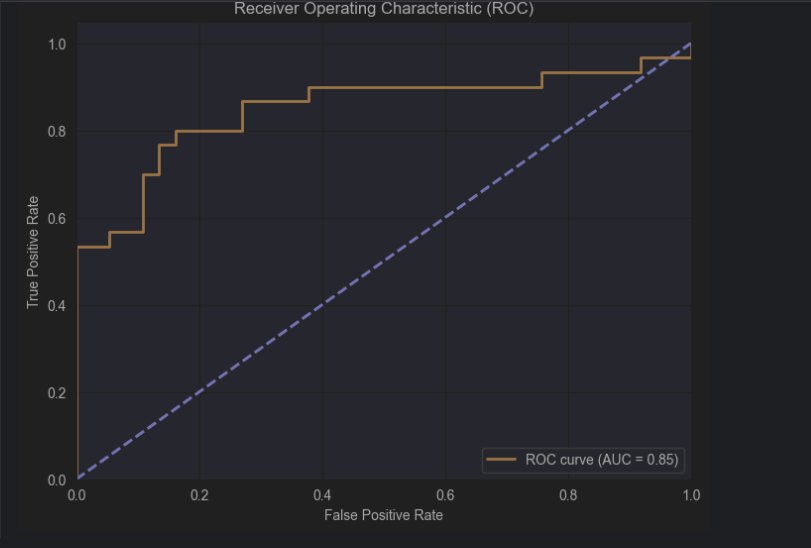 Receiver Operating Characteristic (ROC)
1.0
0.8
0.6
0.4
0.2
0.0
True Positive Rate
ROC curve (AUC = 0.85)
0.0 0.2 0.4 0.6 0.8 1.0
False Positive Rate